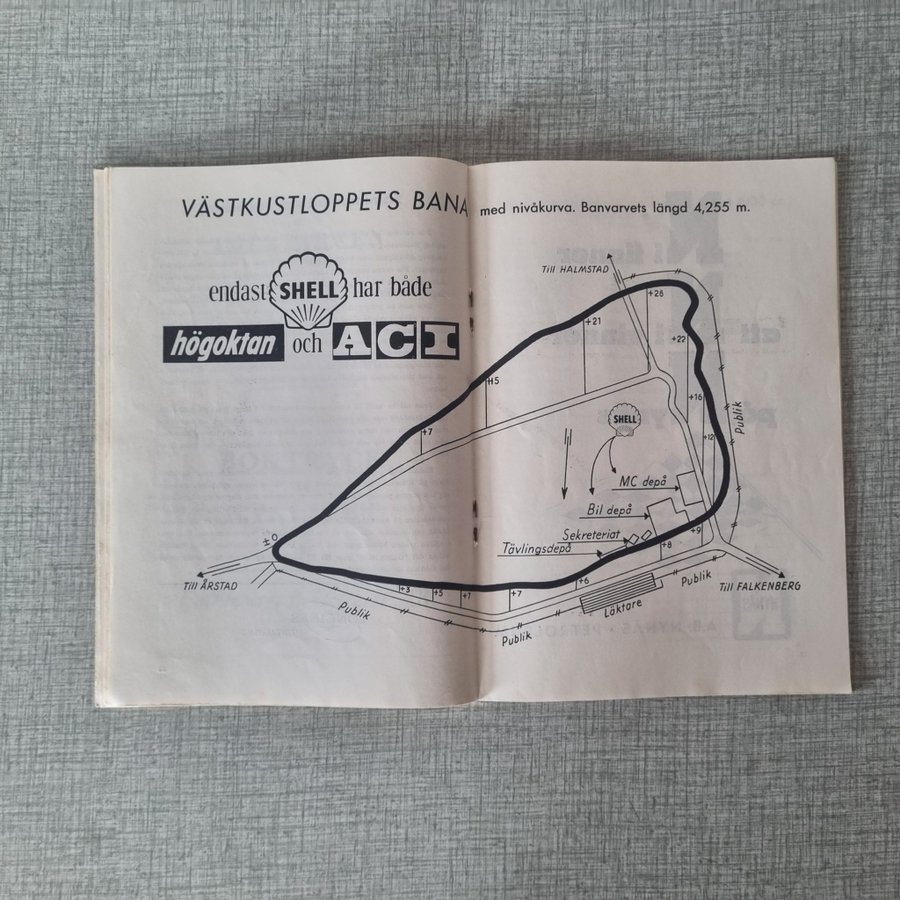 VÄSTKUSTLOPPETS BANA med nivåkurva. Banvarvets längd 4,255 m.
endast SHELL har både
högoktan och ACI
Till HALMSTAD
+26
+21
+22
H5
+16
Publik
SHELL
+7
+12
MC depå
Bil depå
Sekreteriat
+9
Tävlingsdepå
+8
± 0
Till ÅRSTAD
Till FALKENBERG
+3
+5
+7
+7
+6
Publik
Läktare
Publik
Publik